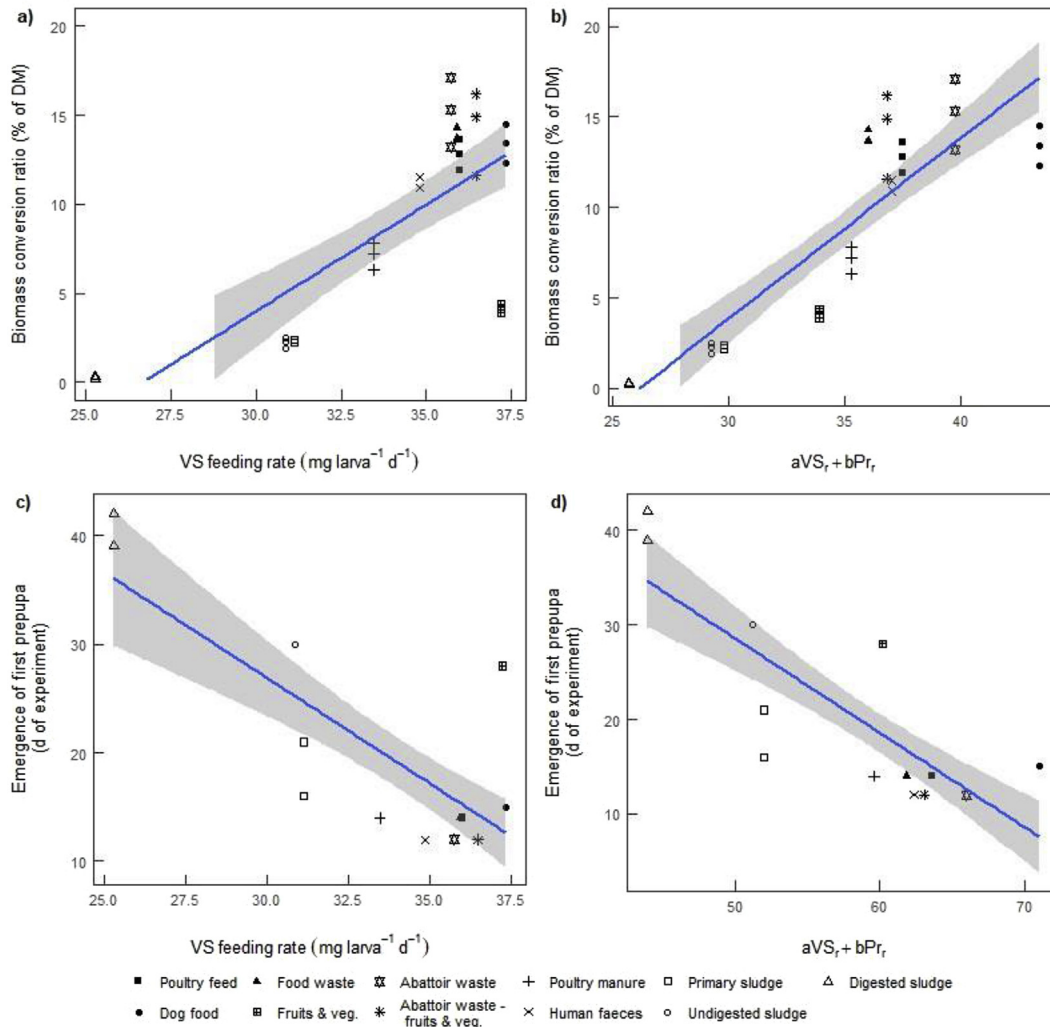 a)
Biomass conversion ratio (% of DM)
20
15
10
5
0
25.0 27.5 30.0 32.5 35.0 37.5
VS feeding rate (mg larva⁻¹ d⁻¹)
b)
Biomass conversion ratio (% of DM)
20
15
10
5
0
25 30 35 40
aVSᵣ + bPrᵣ
c)
Emergence of first prepupa
(d of experiment)
40
30
20
10
25.0 27.5 30.0 32.5 35.0 37.5
VS feeding rate (mg larva⁻¹ d⁻¹)
d)
Emergence of first prepupa
(d of experiment)
40
30
20
10
50 60 70
aVSᵣ + bPrᵣ
Poultry feed Food waste Abattoir waste Poultry manure Primary sludge Digested sludge
Dog food Fruits & veg. Abattoir waste - fruits & veg. Human faeces Undigested sludge